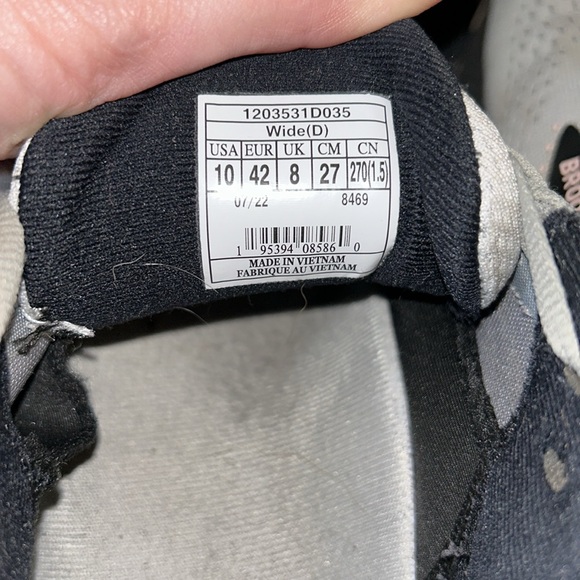 1203531D035
Wide(D)
USA EUR UK CM CN
10 42 8 27 270(1.5)
07/22 8469
1 95394 08586 0
MADE IN VIETNAM
FABRIQUE AU VIETNAM
BRO